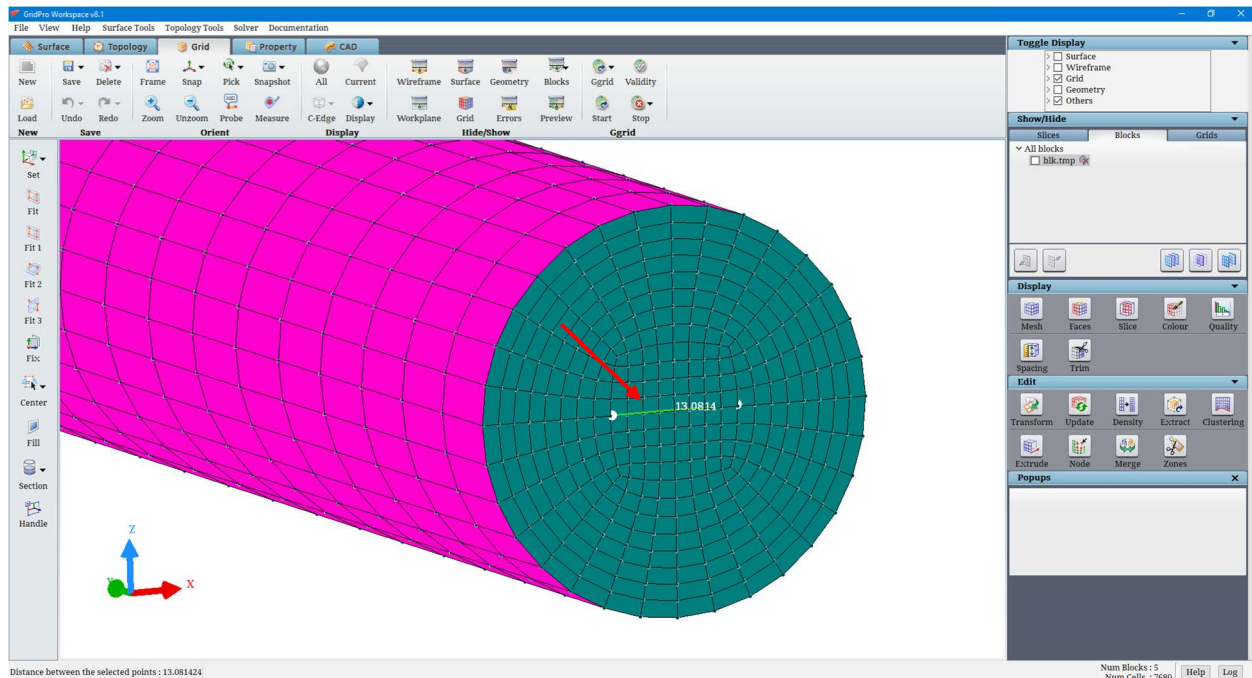 GridPro Workspace v8.1
File View Help Surface Tools Topology Tools Solver Documentation
Surface Topology Grid Property CAD
New Save Delete Frame Snap Pick Snapshot All Current Wireframe Surface Geometry Blocks Ggrid Validity
Load Undo Redo Zoom Unzoom Probe Measure C-Edge Display Workplane Grid Errors Preview Start Stop
New Save Orient Display Hide/Show Ggrid
Set
Fit
Fit 1
Fit 2
Fit 3
Fix
Center
Fill
Section
Handle
13.0814
Z
Y
X
Toggle Display
Surface
Wireframe
Grid
Geometry
Others
Show/Hide
Slices Blocks Grids
All blocks
blk.tmp
Display
Mesh Faces Slice Colour Quality
Spacing Trim
Edit
Transform Update Density Extract Clustering
Extrude Node Merge Zones
Popups
Distance between the selected points : 13.081424
Num Blocks : 5
Num Cells : 7680
Help Log